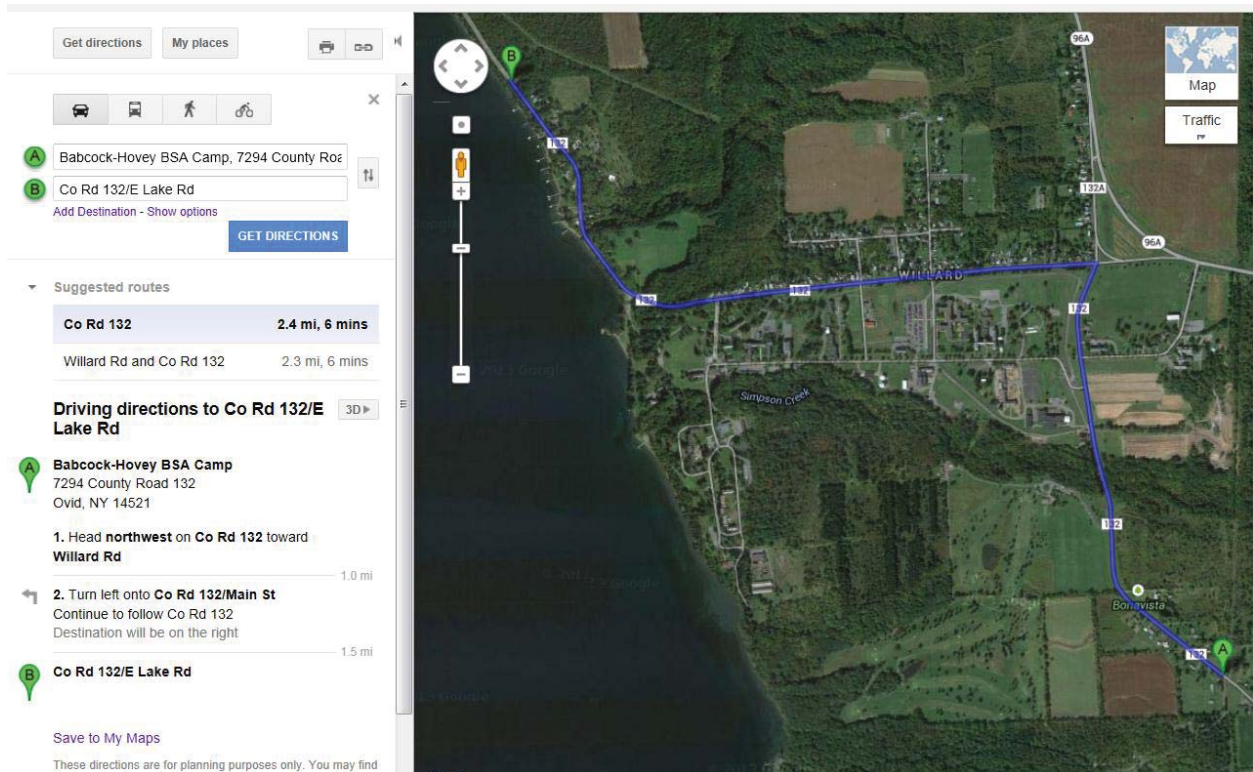 Get directions
My places
A
Babcock-Hovey BSA Camp, 7294 County Roa
B
Co Rd 132/E Lake Rd
Add Destination - Show options
GET DIRECTIONS
Suggested routes
Co Rd 132 2.4 mi, 6 mins
Willard Rd and Co Rd 132 2.3 mi, 6 mins
Driving directions to Co Rd 132/E
Lake Rd
3D
A
Babcock-Hovey BSA Camp
7294 County Road 132
Ovid, NY 14521
1. Head northwest on Co Rd 132 toward
Willard Rd
1.0 mi
2. Turn left onto Co Rd 132/Main St
Continue to follow Co Rd 132
Destination will be on the right
1.5 mi
B
Co Rd 132/E Lake Rd
Save to My Maps
These directions are for planning purposes only. You may find
B
96A
Map
Traffic
132
132A
96A
WILLARD
132
132
132
Simpson Creek
132
Bonavista
132
A